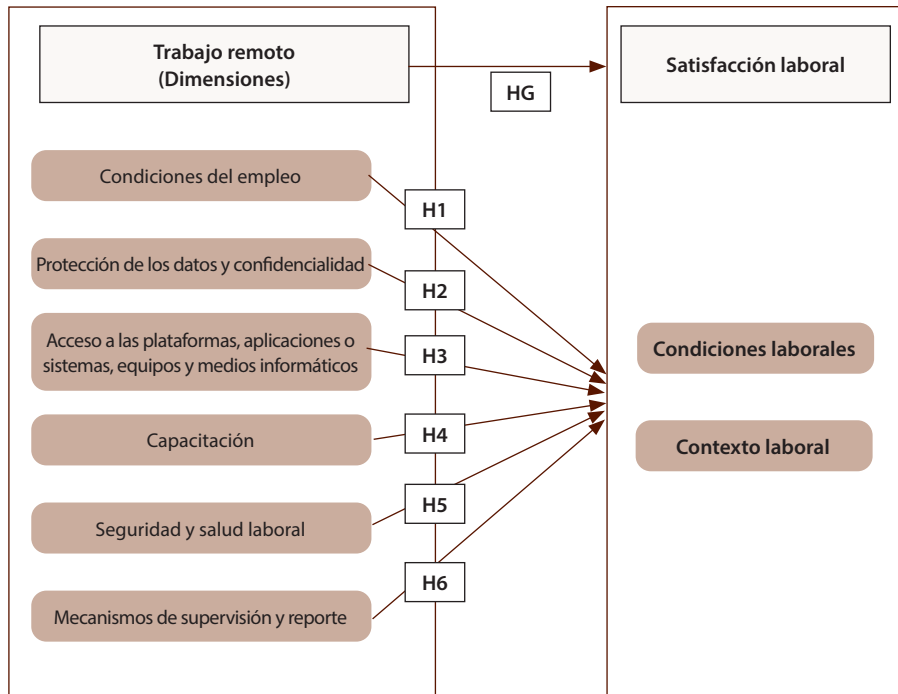 Trabajo remoto
(Dimensiones)
HG
Satisfacción laboral
Condiciones del empleo
H1
Protección de los datos y confidencialidad
H2
Acceso a las plataformas, aplicaciones o
sistemas, equipos y medios informáticos
H3
Condiciones laborales
Capacitación
H4
Contexto laboral
Seguridad y salud laboral
H5
Mecanismos de supervisión y reporte
H6